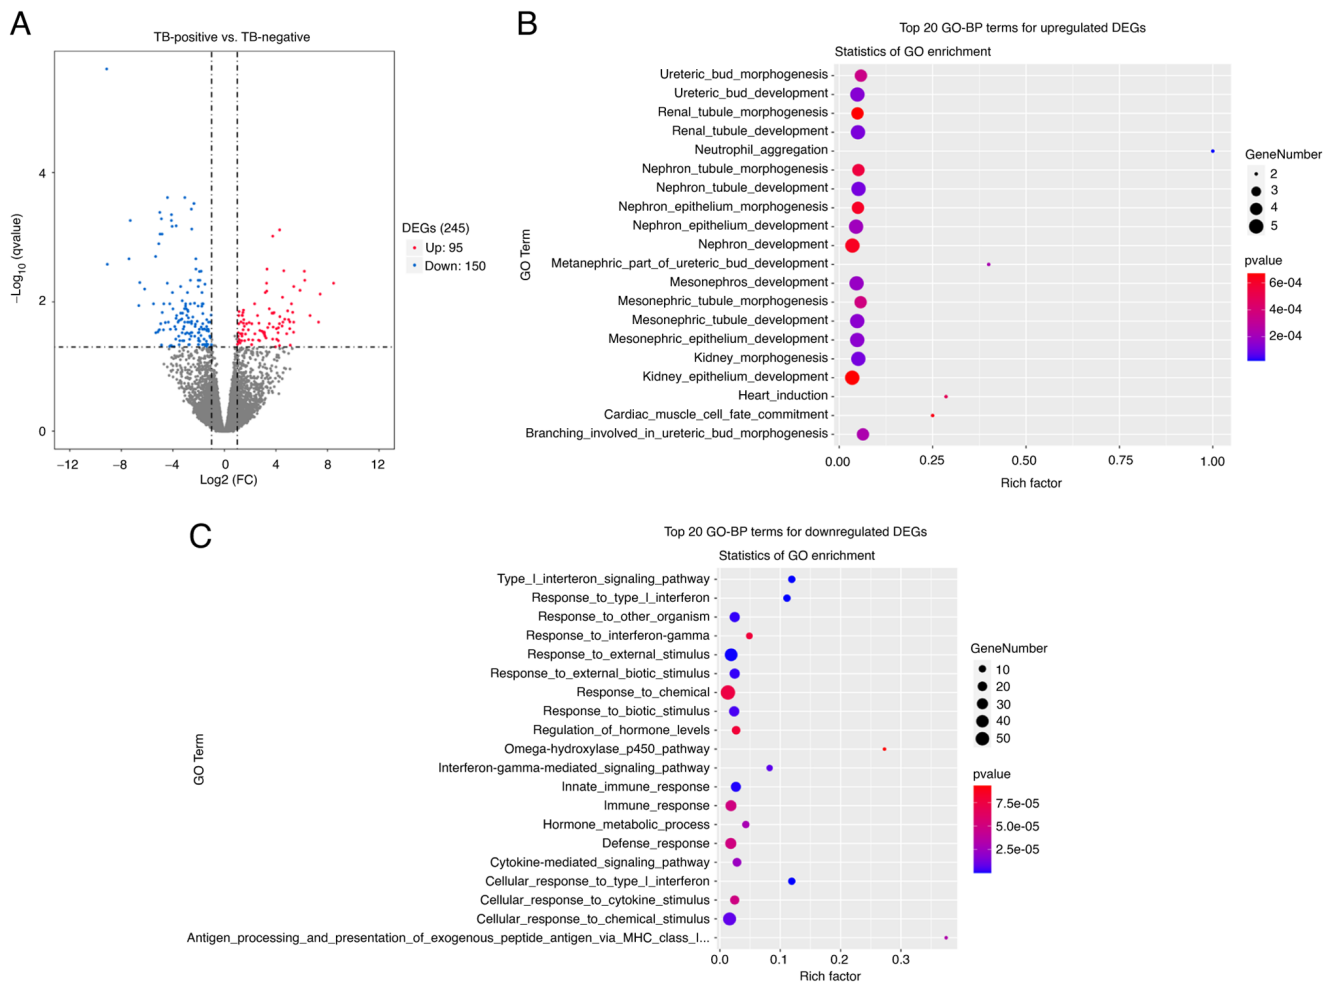 A
TB-positive vs. TB-negative
−Log10 (qvalue)
4
2
0
−12
−8
−4
0
4
8
12
Log2 (FC)
DEGs (245)
Up: 95
Down: 150
B
Top 20 GO-BP terms for upregulated DEGs
Statistics of GO enrichment
GO Term
Ureteric_bud_morphogenesis
Ureteric_bud_development
Renal_tubule_morphogenesis
Renal_tubule_development
Neutrophil_aggregation
Nephron_tubule_morphogenesis
Nephron_tubule_development
Nephron_epithelium_morphogenesis
Nephron_epithelium_development
Nephron_development
Metanephric_part_of_ureteric_bud_development
Mesonephros_development
Mesonephric_tubule_morphogenesis
Mesonephric_tubule_development
Mesonephric_epithelium_development
Kidney_morphogenesis
Kidney_epithelium_development
Heart_induction
Cardiac_muscle_cell_fate_commitment
Branching_involved_in_ureteric_bud_morphogenesis
0.00
0.25
0.50
0.75
1.00
Rich factor
GeneNumber
2
3
4
5
pvalue
6e-04
4e-04
2e-04
C
Top 20 GO-BP terms for downregulated DEGs
Statistics of GO enrichment
GO Term
Type_I_interteron_signaling_pathway
Response_to_type_I_interferon
Response_to_other_organism
Response_to_interferon-gamma
Response_to_external_stimulus
Response_to_external_biotic_stimulus
Response_to_chemical
Response_to_biotic_stimulus
Regulation_of_hormone_levels
Omega-hydroxylase_p450_pathway
Interferon-gamma-mediated_signaling_pathway
Innate_immune_response
Immune_response
Hormone_metabolic_process
Defense_response
Cytokine-mediated_signaling_pathway
Cellular_response_to_type_I_interferon
Cellular_response_to_cytokine_stimulus
Cellular_response_to_chemical_stimulus
Antigen_processing_and_presentation_of_exogenous_peptide_antigen_via_MHC_class_I...
0.0
0.1
0.2
0.3
Rich factor
GeneNumber
10
20
30
40
50
pvalue
7.5e-05
5.0e-05
2.5e-05